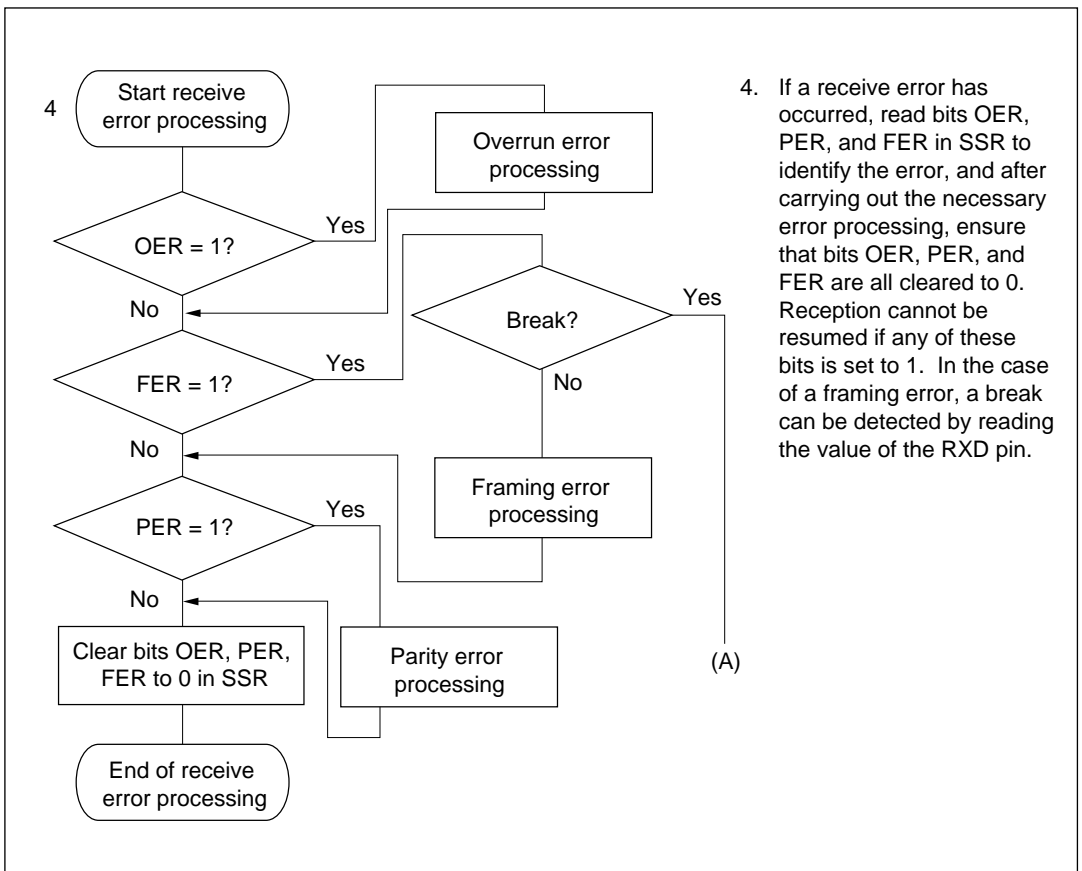 4
Start receive
error processing
OER = 1?
Yes
No
Overrun error
processing
FER = 1?
Yes
No
Break?
Yes
No
Framing error
processing
PER = 1?
Yes
No
Parity error
processing
Clear bits OER, PER,
FER to 0 in SSR
End of receive
error processing
(A)
4. If a receive error has
occurred, read bits OER,
PER, and FER in SSR to
identify the error, and after
carrying out the necessary
error processing, ensure
that bits OER, PER, and
FER are all cleared to 0.
Reception cannot be
resumed if any of these
bits is set to 1. In the case
of a framing error, a break
can be detected by reading
the value of the RXD pin.